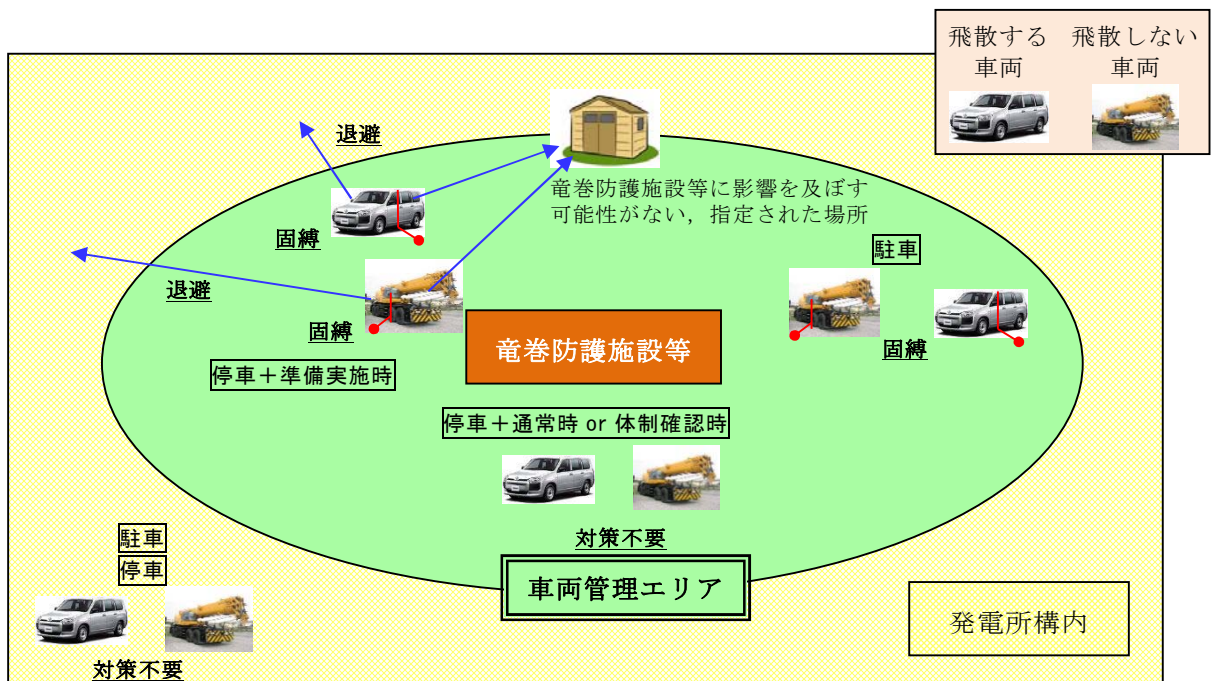 飛散する 飛散しない
車両 車両
退避
竜巻防護施設等に影響を及ぼす
可能性がない，指定された場所
固縛
駐車
退避
固縛
固縛
竜巻防護施設等
停車＋準備実施時
停車＋通常時 or 体制確認時
対策不要
駐車
停車
車両管理エリア
発電所構内
対策不要